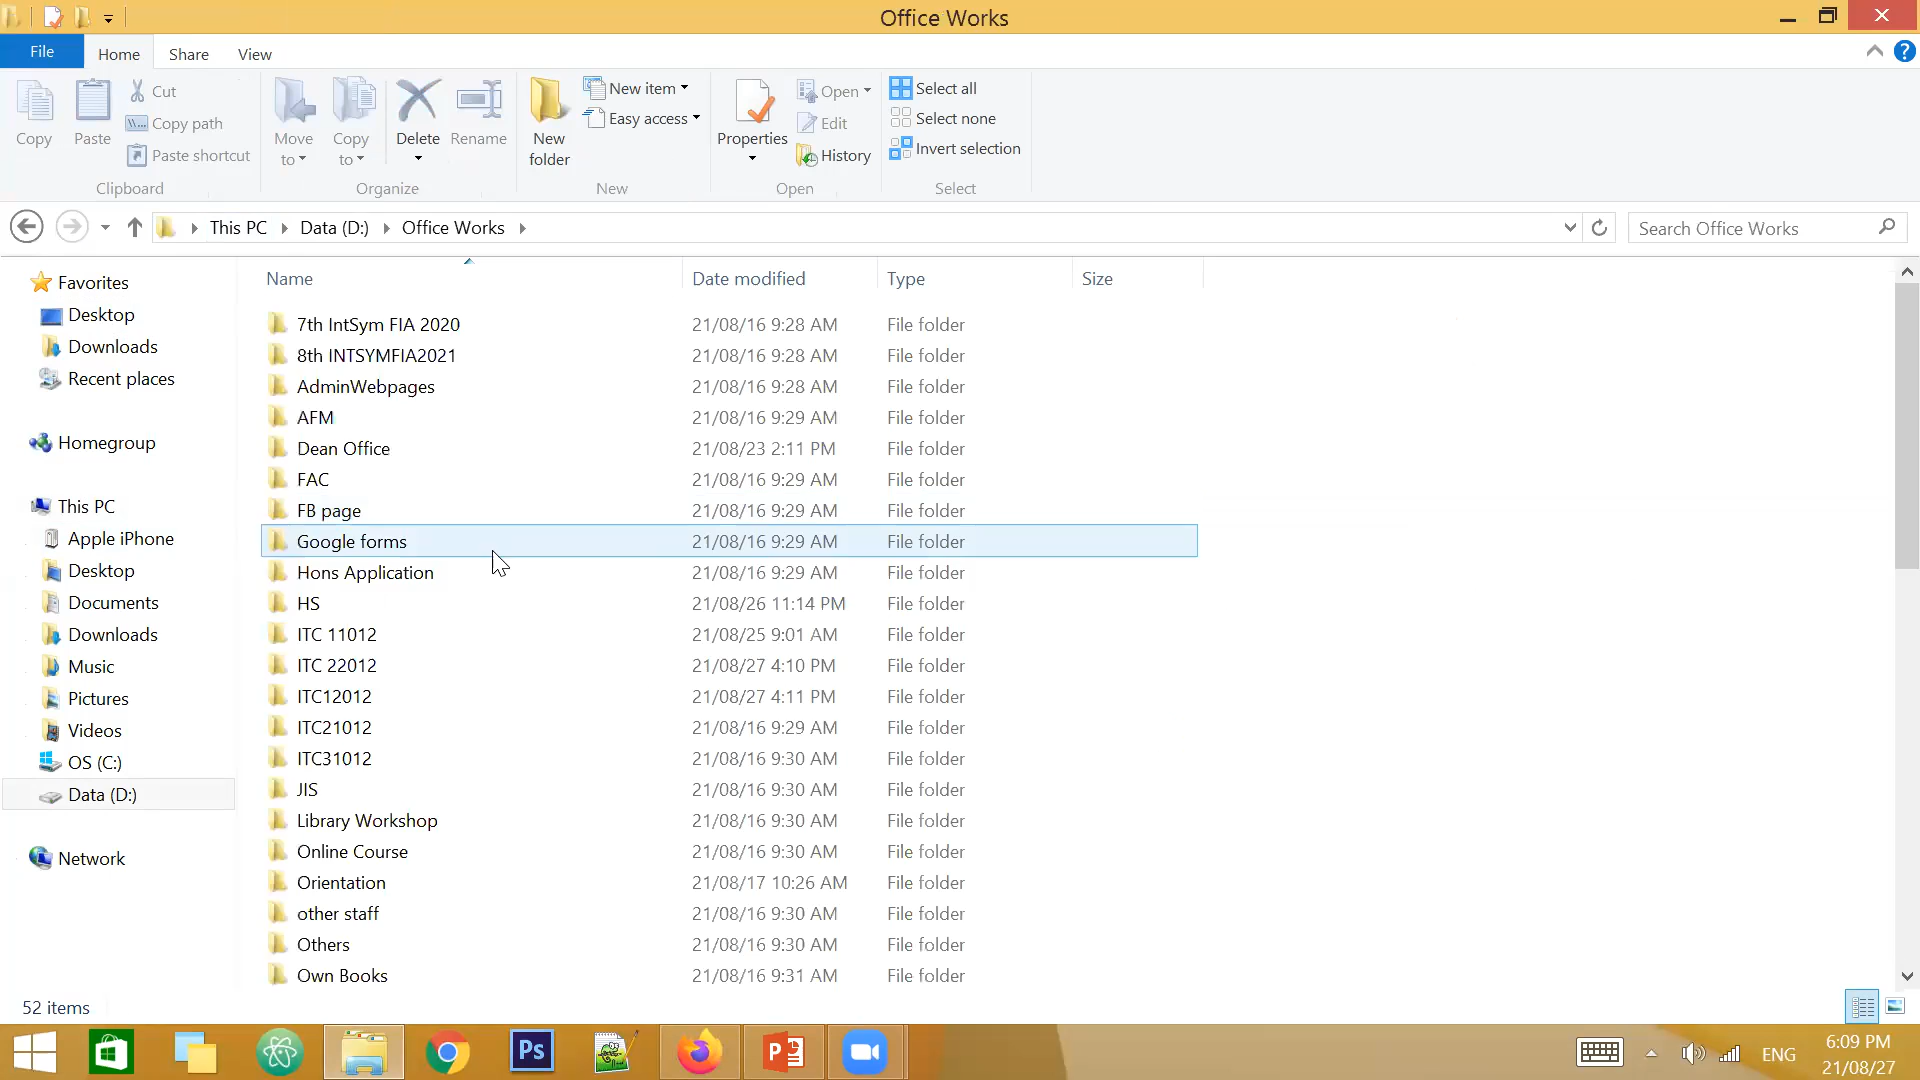 Office Works
File Home Share View
Copy Paste Cut Copy path Paste shortcut
Clipboard
Move to Copy to Delete Rename
Organize
New folder New item Easy access
New
Properties Open Edit History
Open
Select all
Select none
Invert selection
Select
This PC Data (D:) Office Works
Search Office Works
Favorites
Desktop
Downloads
Recent places
Homegroup
This PC
Apple iPhone
Desktop
Documents
Downloads
Music
Pictures
Videos
OS (C:)
Data (D:)
Network
Name Date modified Type Size
7th IntSym FIA 2020 21/08/16 9:28 AM File folder
8th INTSYMFIA2021 21/08/16 9:28 AM File folder
AdminWebpages 21/08/16 9:28 AM File folder
AFM 21/08/16 9:29 AM File folder
Dean Office 21/08/23 2:11 PM File folder
FAC 21/08/16 9:29 AM File folder
FB page 21/08/16 9:29 AM File folder
Google forms 21/08/16 9:29 AM File folder
Hons Application 21/08/16 9:29 AM File folder
HS 21/08/26 11:14 PM File folder
ITC 11012 21/08/25 9:01 AM File folder
ITC 22012 21/08/27 4:10 PM File folder
ITC12012 21/08/27 4:11 PM File folder
ITC21012 21/08/16 9:29 AM File folder
ITC31012 21/08/16 9:30 AM File folder
JIS 21/08/16 9:30 AM File folder
Library Workshop 21/08/16 9:30 AM File folder
Online Course 21/08/16 9:30 AM File folder
Orientation 21/08/17 10:26 AM File folder
other staff 21/08/16 9:30 AM File folder
Others 21/08/16 9:30 AM File folder
Own Books 21/08/16 9:31 AM File folder
52 items
Ps
P
ENG
6:09 PM
21/08/27